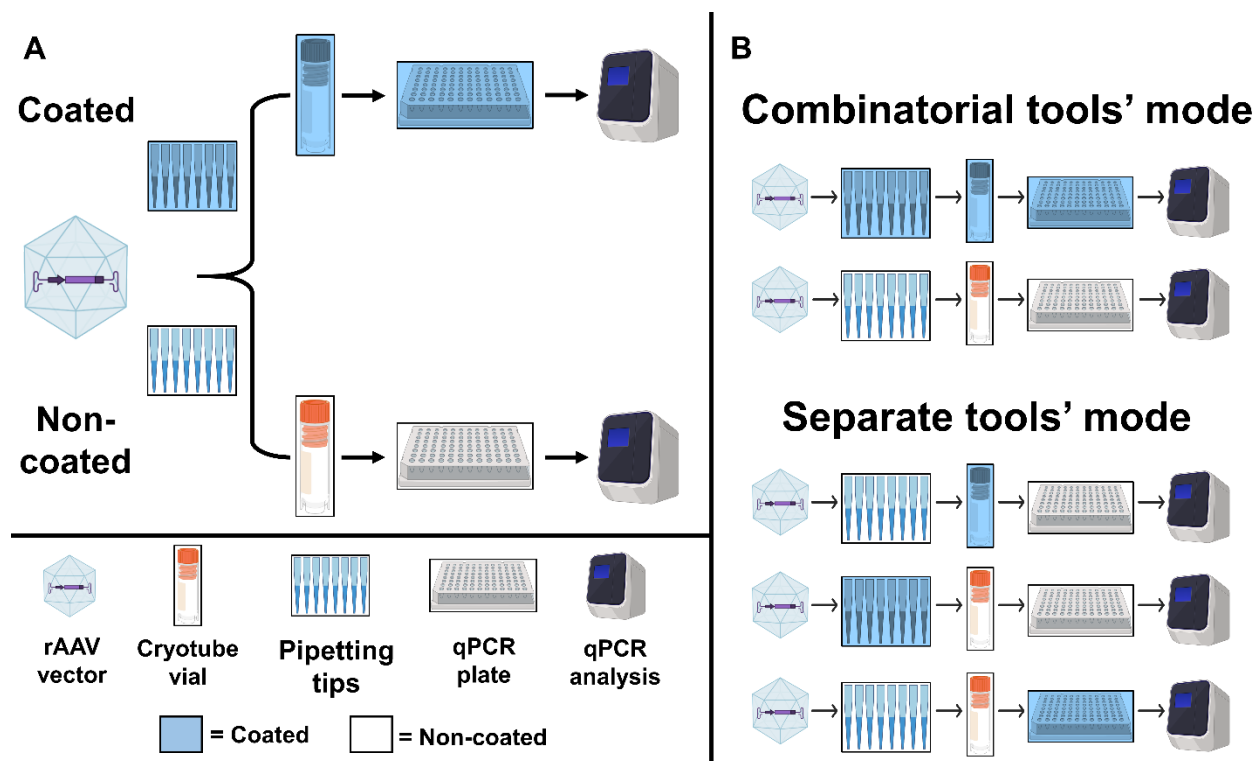 A
Coated
Non-
coated
rAAV
vector
Cryotube
vial
Pipetting
tips
qPCR
plate
qPCR
analysis
= Coated
= Non-coated
B
Combinatorial tools' mode
Separate tools' mode